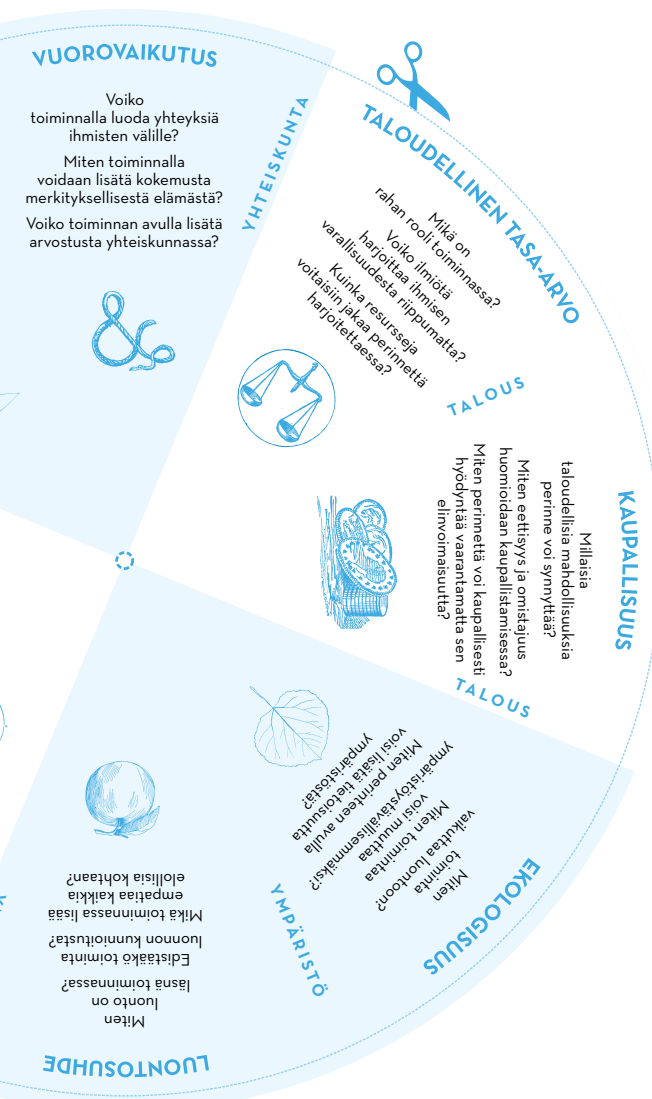 VUOROVAIKUTUS
Voiko
toiminnalla luoda yhteyksiä
ihmisten välille?
Miten toiminnalla
voidaan lisätä kokemusta
merkityksellisestä elämästä?
Voiko toiminnan avulla lisätä
arvostusta yhteiskunnassa?
YHTEISKUNTA
TALOUDELLINEN TASA-ARVO
Mikä on
rahan rooli toiminnassa?
Voiko ilmiötä
harjoittaa ihmisen
varallisuudesta riippumatta?
Kuinka resursseja
voitaisiin jakaa perinnettä
harjoitettaessa?
TALOUS
KAUPALLISUUS
Millaisia
taloudellisia mahdollisuuksia
perinne voi synnyttää?
Miten eettisyys ja omistajuus
huomioidaan kaupallistamisessa?
Miten perinnettä voi kaupallisesti
hyödyntää vaarantamatta sen
elinvoimaisuutta?
TALOUS
EKOLOGISUUS
Miten
toiminta
vaikuttaa luontoon?
Miten toimintaa
voisi muuttaa
ympäristöystävällisemmäksi?
Miten perinteen avulla
voisi lisätä tietoisuutta
ympäristöstä?
YMPÄRISTÖ
LUONTOSUHDE
Miten
luonto on
läsnä toiminnassa?
Edistääkö toiminta
luonnon kunnioitusta?
Mikä toiminnassa lisää
empatiaa kaikkia
elollisia kohtaan?